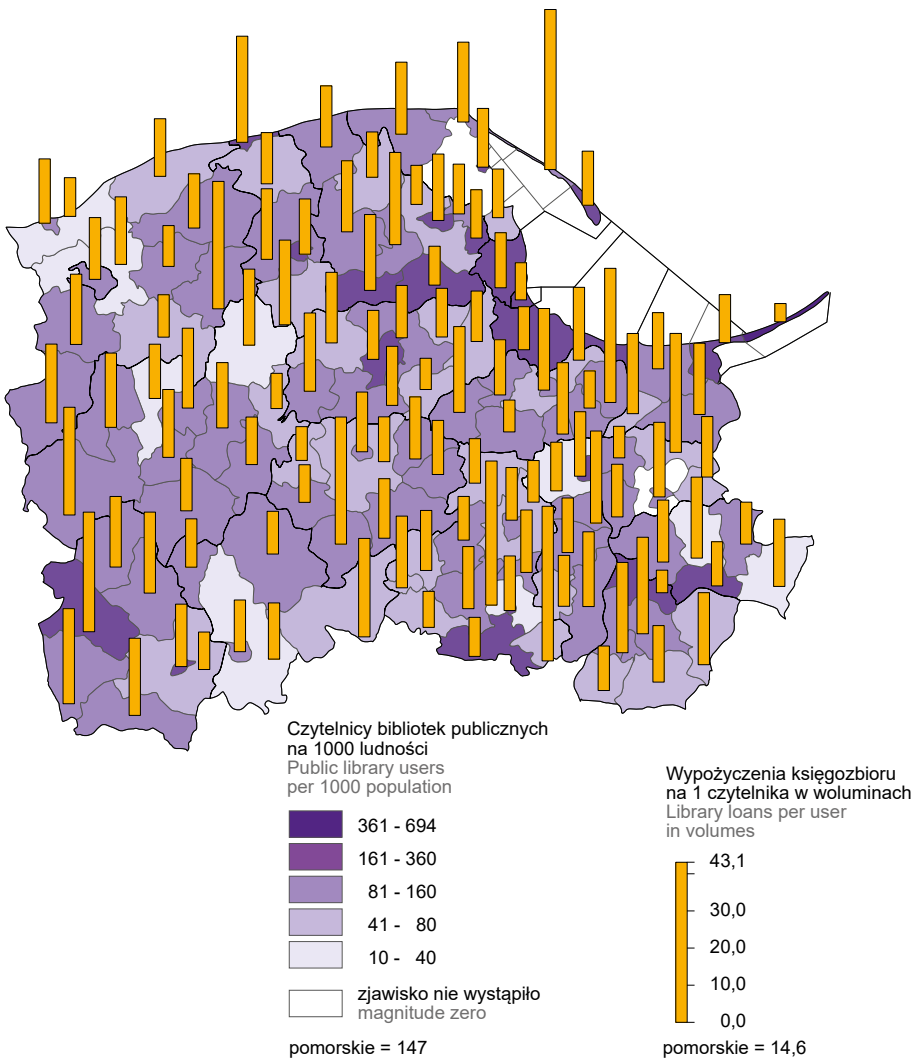 Czytelnicy bibliotek publicznych
na 1000 ludności
Public library users
per 1000 population
361 - 694
161 - 360
81 - 160
41 - 80
10 - 40
zjawisko nie wystąpiło
magnitude zero
pomorskie = 147
Wypożyczenia księgozbioru
na 1 czytelnika w woluminach
Library loans per user
in volumes
43,1
30,0
20,0
10,0
0,0
pomorskie = 14,6